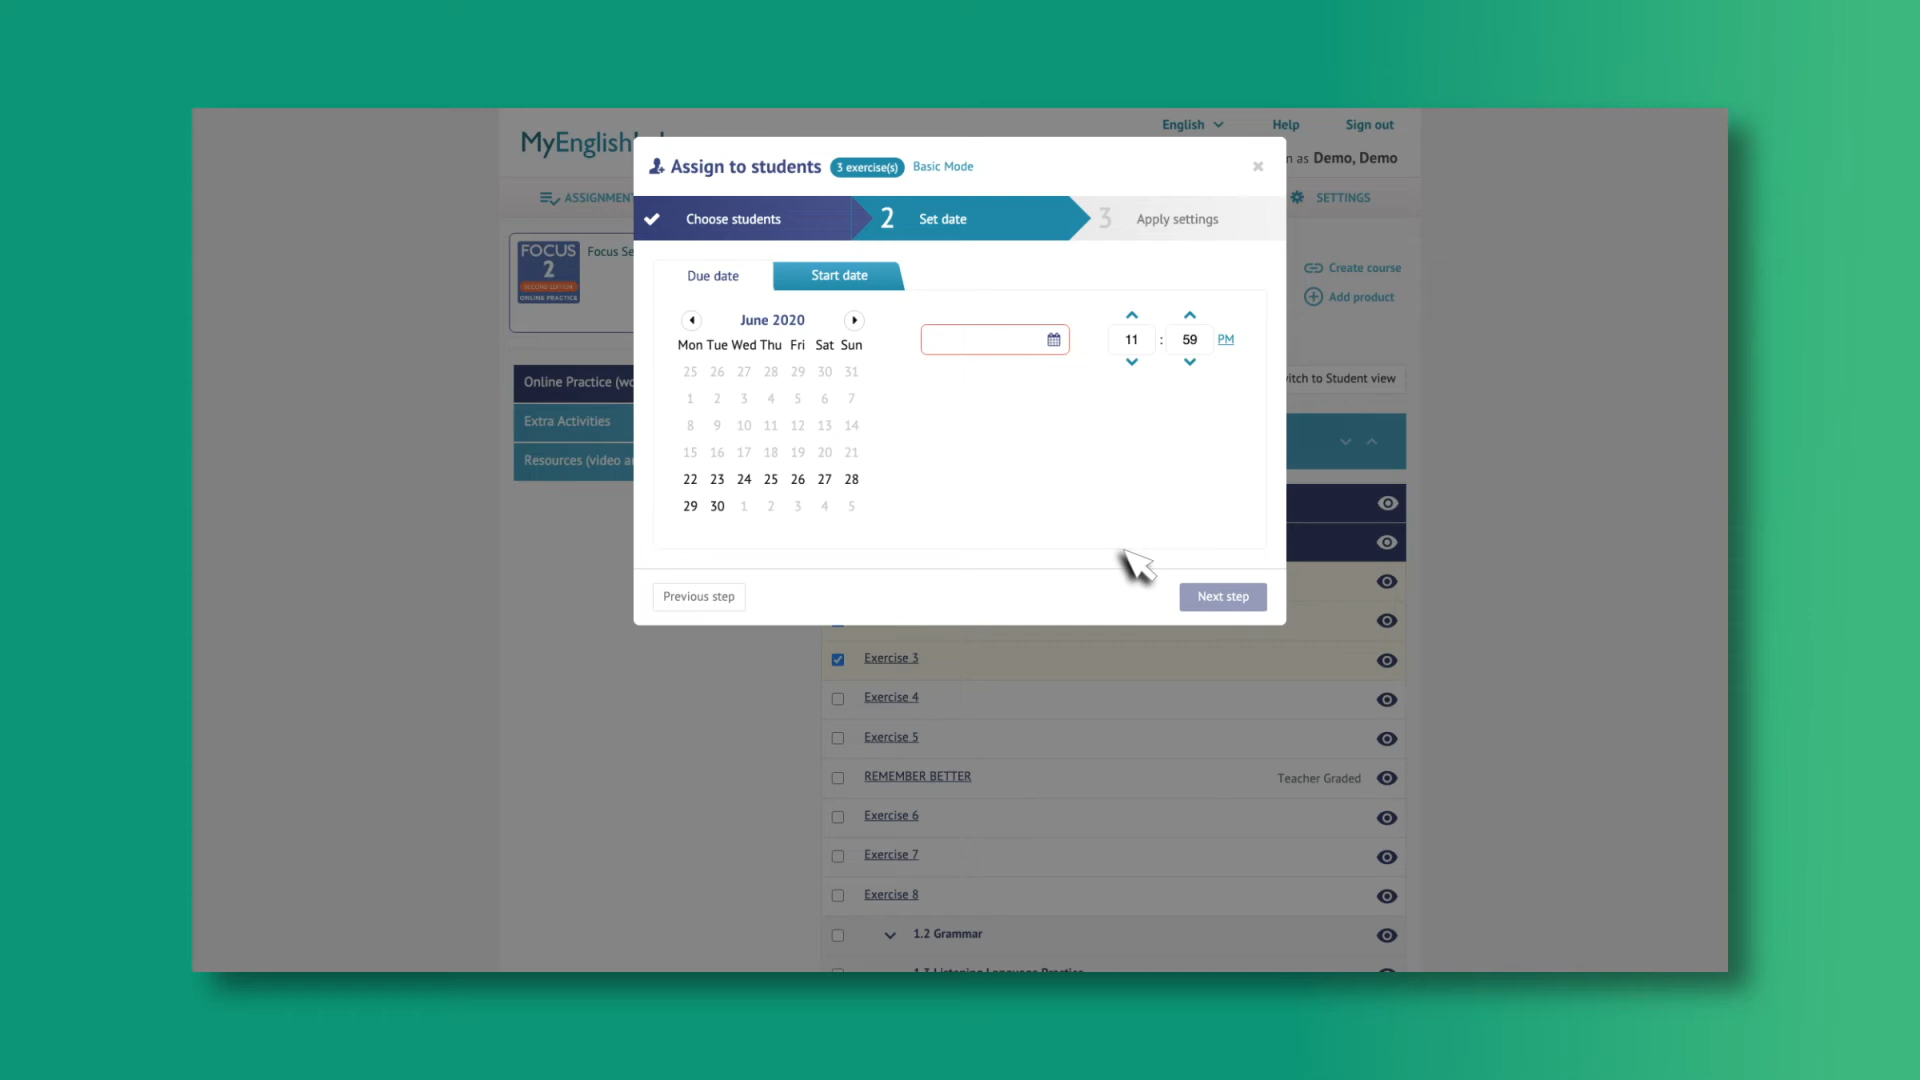 English
Help
Sign out
MyEnglish
n as Demo, Demo
Assign to students 3 exercise(s) Basic Mode
ASSIGNMENT
SETTINGS
Choose students
2 Set date
3 Apply settings
FOCUS
2
SECOND EDITION
ONLINE PRACTICE
Focus Se
Due date
Start date
Create course
Add product
June 2020
Mon Tue Wed Thu Fri Sat Sun
25 26 27 28 29 30 31
1 2 3 4 5 6 7
8 9 10 11 12 13 14
15 16 17 18 19 20 21
22 23 24 25 26 27 28
29 30 1 2 3 4 5
11 : 59 PM
Online Practice (wo
Extra Activities
Resources (video a
itch to Student view
Previous step
Next step
Exercise 3
Exercise 4
Exercise 5
REMEMBER BETTER
Teacher Graded
Exercise 6
Exercise 7
Exercise 8
1.2 Grammar